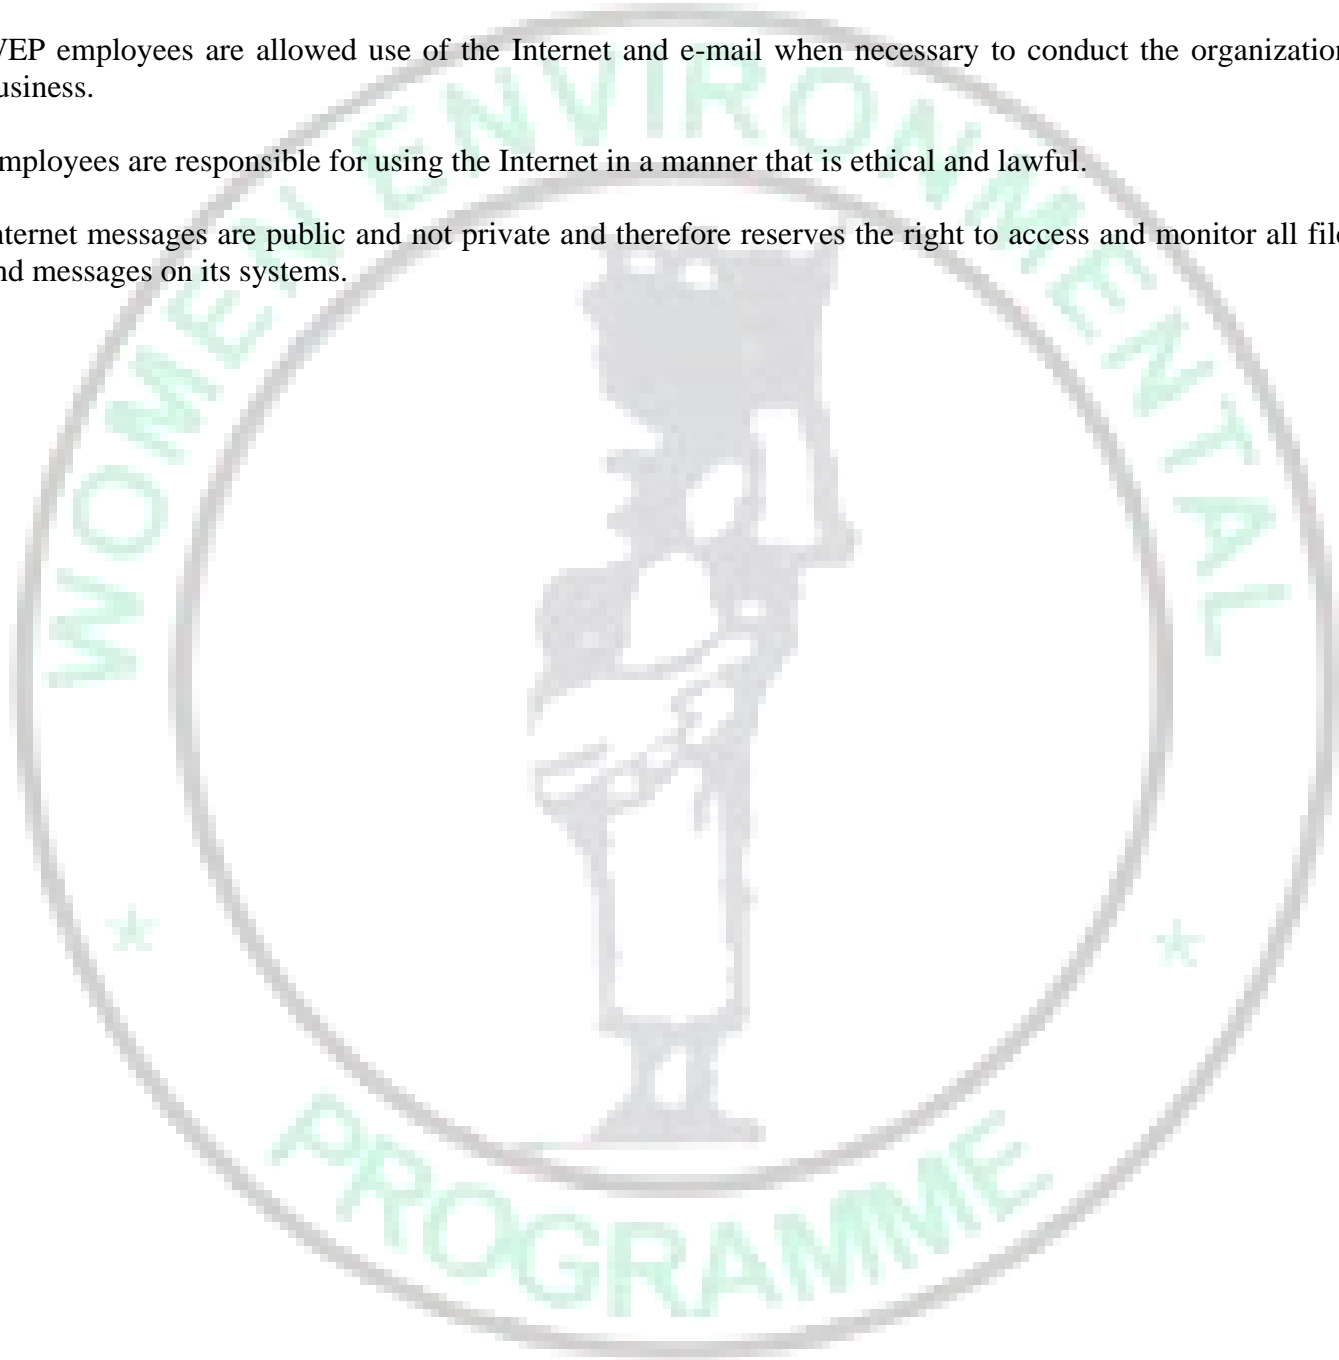 VEP employees are allowed use of the Internet and e-mail when necessary to conduct the organization
usiness.
mployees are responsible for using the Internet in a manner that is ethical and lawful.
nternet messages are public and not private and therefore reserves the right to access and monitor all file
nd messages on its systems.
WOMEN ENVIRONMENTAL
PROGRAMME